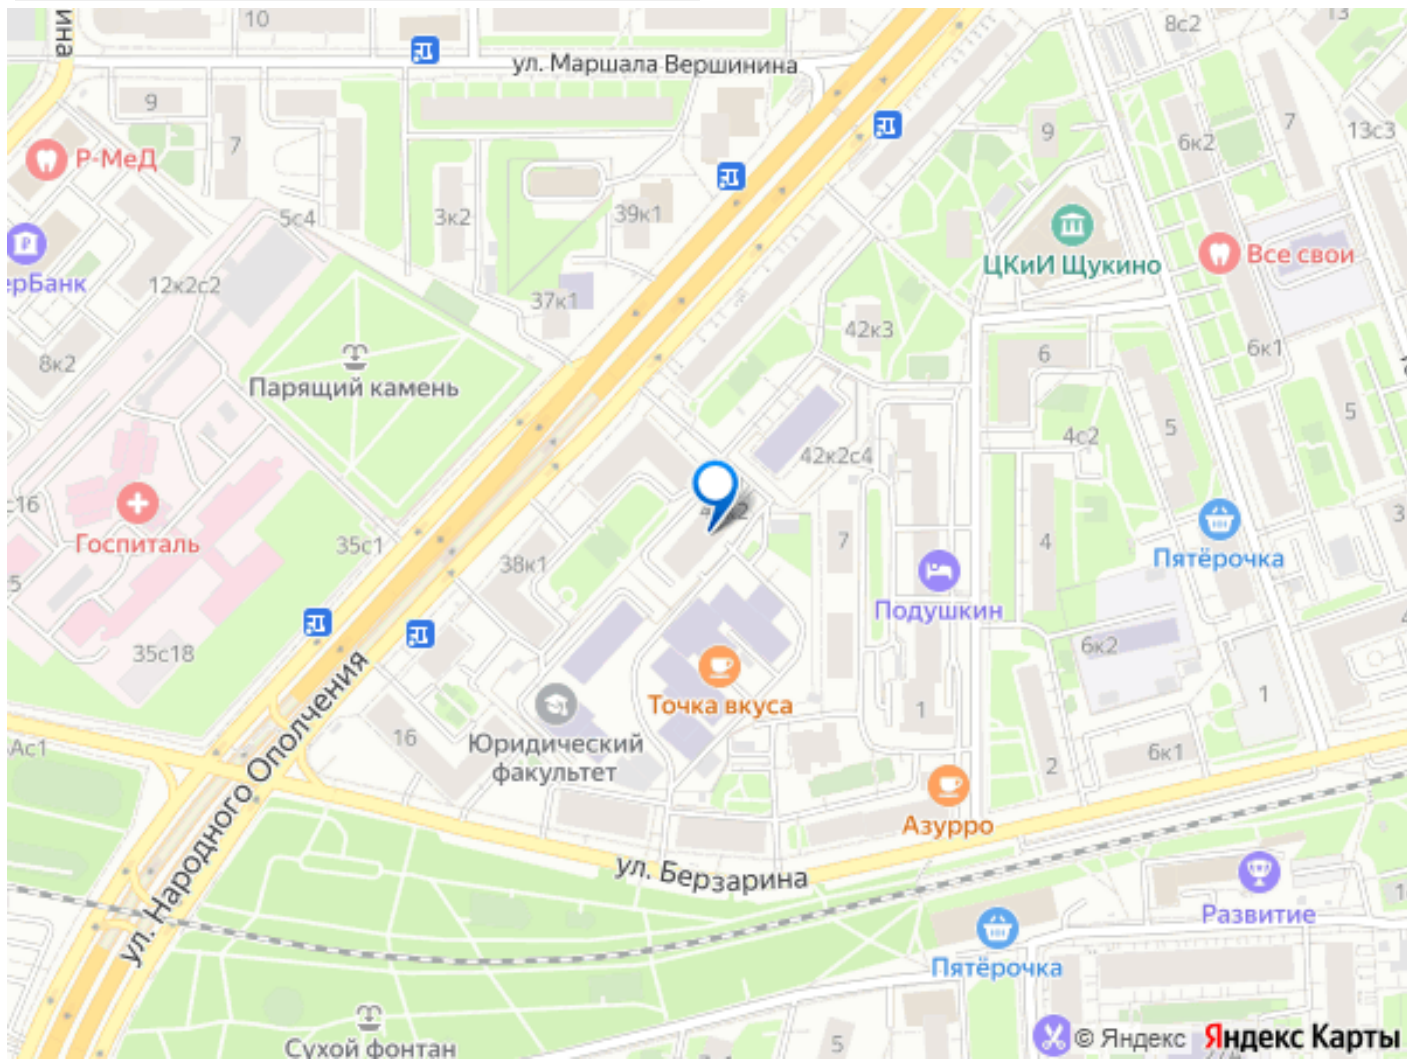 10
8с2
13
ул. Маршала Вершинина
9
7
Р-МеД
9
6к2
7
13с3
5с4
3к2
39к1
ЦКиИ Щукино
Все свои
12к2с2
37к1
42к3
6
6к1
8к2
Парящий камень
5
5
4с2
42к2с4
Госпиталь
35с1
38к1
7
4
Пятёрочка
Подушкин
35с18
6к2
1
Точка вкуса
1
16
Юридический
факультет
6к1
2
Азурро
ул. Народного Ополчения
ул. Берзарина
Развитие
Пятёрочка
Сухой фонтан
5
© Яндекс Яндекс Карты